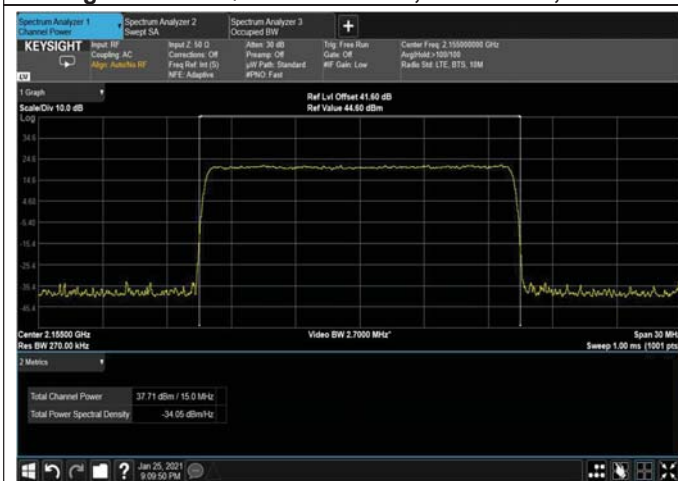 Spectrum Analyzer 1
Channel Power
Spectrum Analyzer 2
Swept SA
Spectrum Analyzer 3
Occupied BW
+
KEYSIGHT
Input: RF
Coupling: AC
Align: Auto/No RF
Input Z: 50 Ω
Corrections: Off
Freq Ref: Int (S)
NFE: Adaptive
Atten: 30 dB
Preamp: Off
µW Path: Standard
#PNO: Fast
Trig: Free Run
Gate: Off
#IF Gain: Low
Center Freq: 2.155000000 GHz
Avg|Hold:>100/100
Radio Std: LTE, BTS, 10M
LV
1 Graph
Scale/Div 10.0 dB
Ref Lvl Offset 41.60 dB
Ref Value 44.60 dBm
Log
34.6
24.6
14.6
4.60
-5.40
-15.4
-25.4
-35.4
-45.4
Center 2.15500 GHz
Res BW 270.00 kHz
Video BW 2.7000 MHz*
Span 30 MHz
Sweep 1.00 ms (1001 pts
2 Metrics
Total Channel Power 37.71 dBm / 15.0 MHz
Total Power Spectral Density -34.05 dBm/Hz
?
Jan 25, 2021
9:09:50 PM